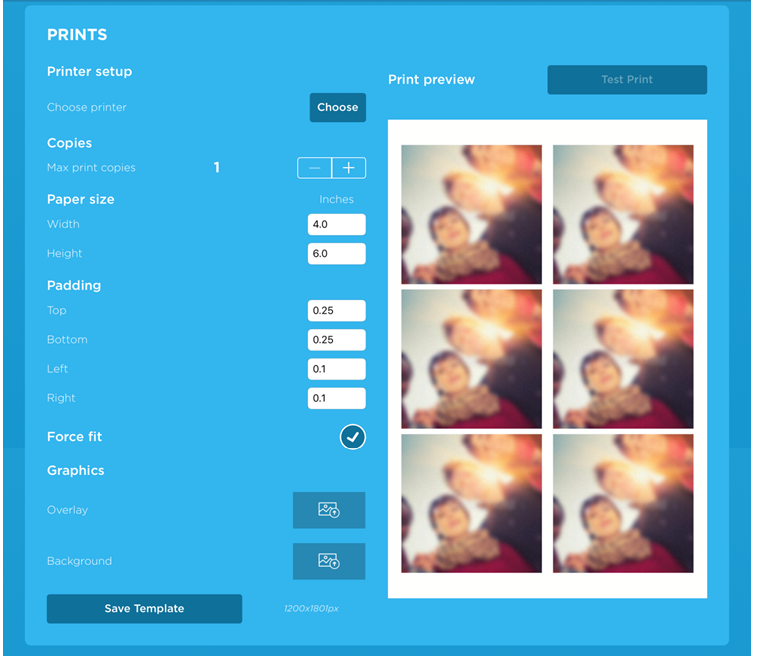 PRINTS
Printer setup
Choose printer
Choose
Copies
Max print copies 1
Paper size Inches
Width 4.0
Height 6.0
Padding
Top 0.25
Bottom 0.25
Left 0.1
Right 0.1
Force fit
Graphics
Overlay
Background
Save Template
1200x1801px
Print preview
Test Print